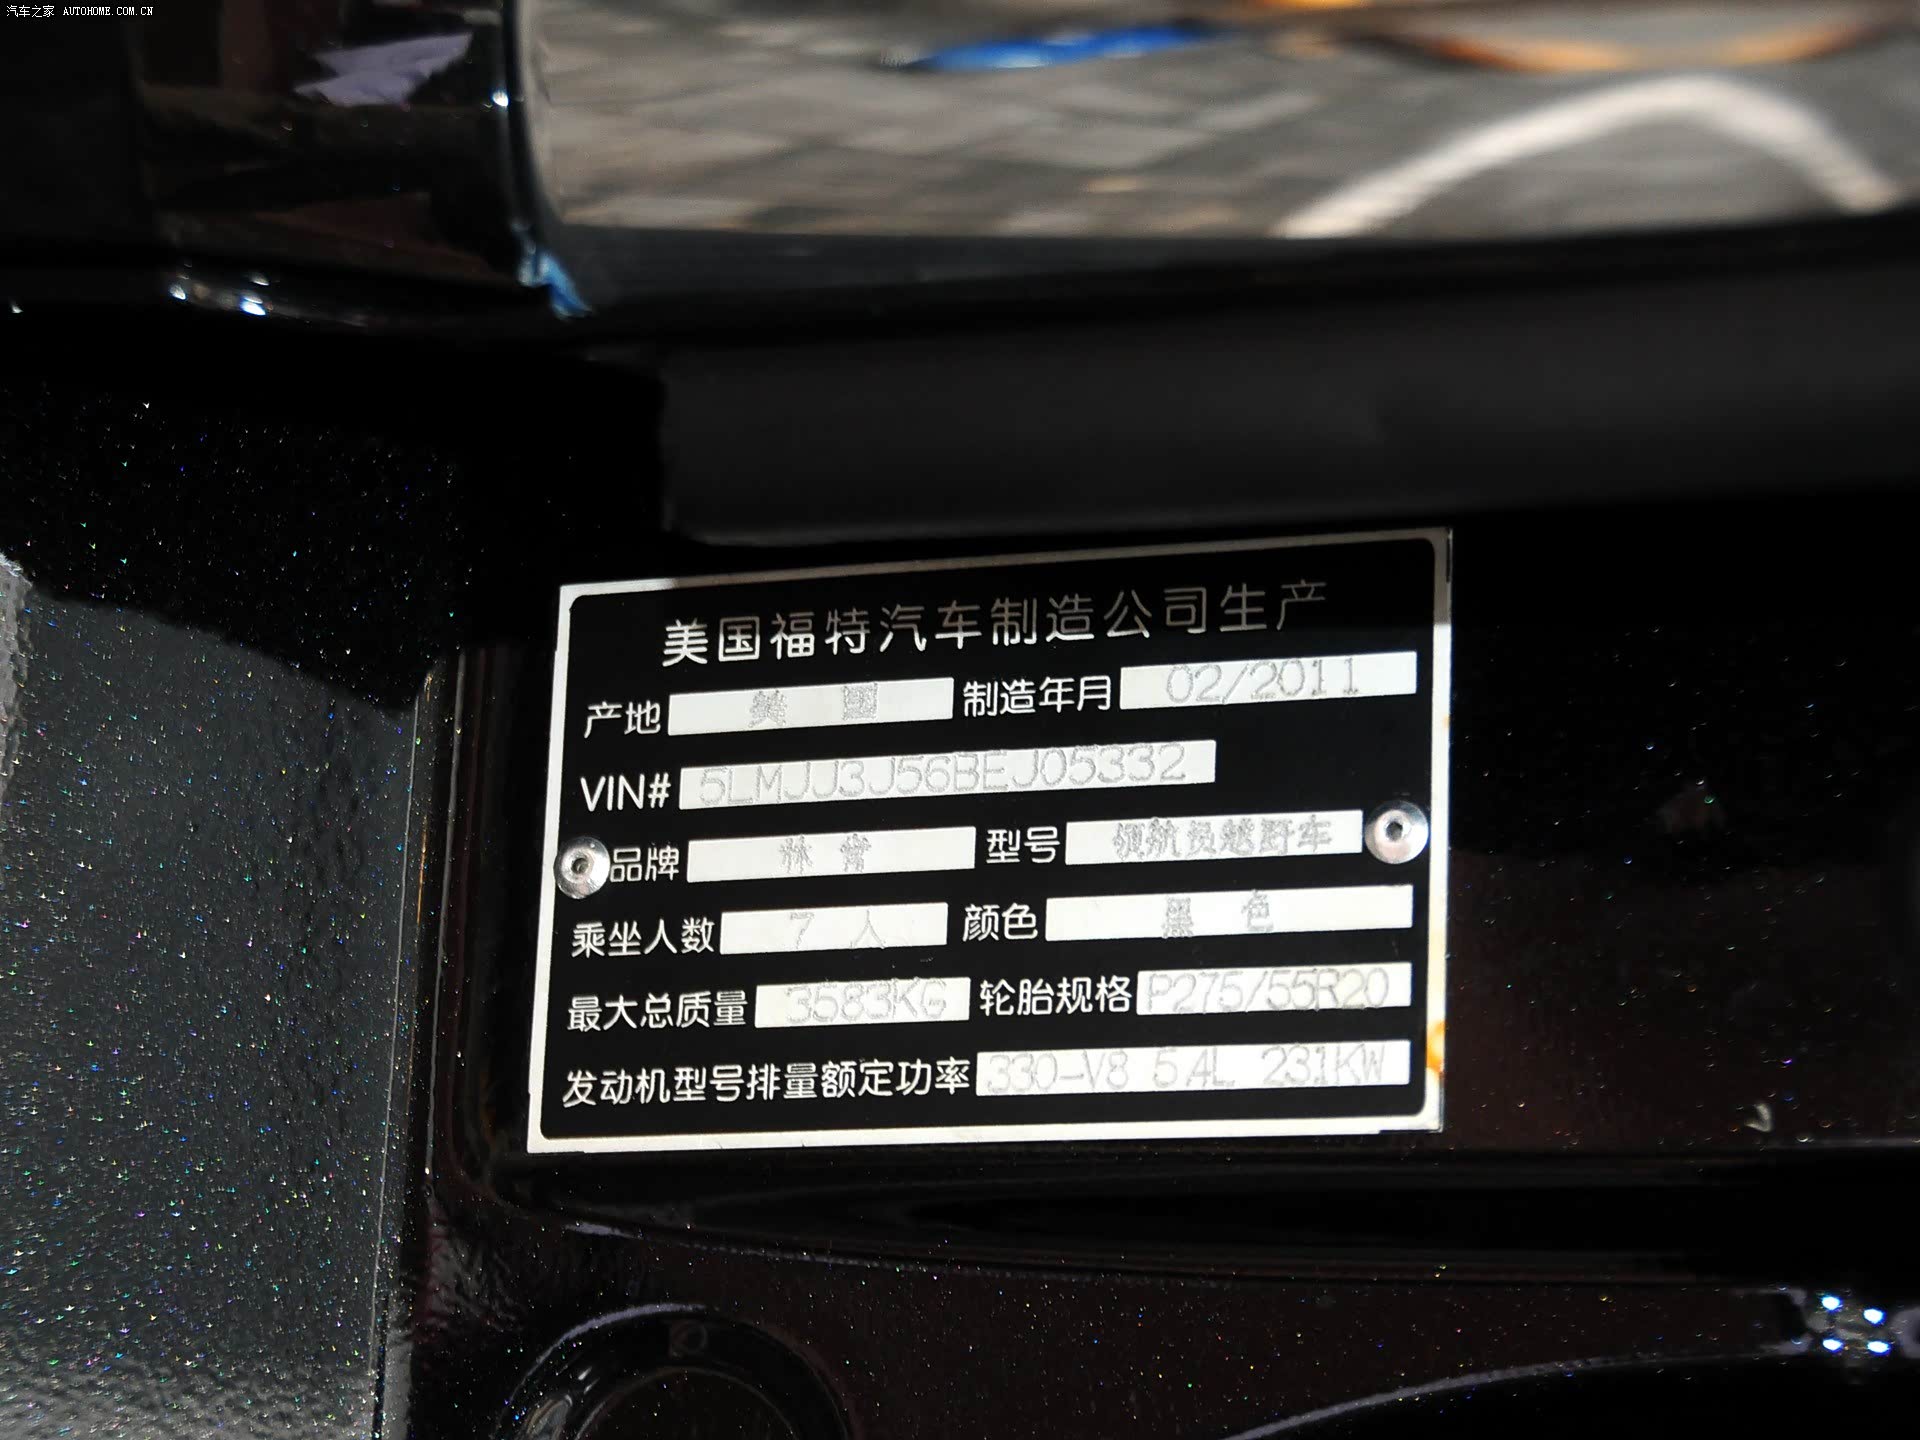 汽车之家 AUTOHOME.COM.CN
美国福特汽车制造公司生产
产地 美 国 制造年月 02/2011
VIN# 5LMJJ3J56BEJ05332
品牌 林肯 型号 领航员越野车
乘坐人数 7 人 颜色 黑 色
最大总质量 3583KG 轮胎规格 P275/55R20
发动机型号排量额定功率 330-V8 5.4L 231KW